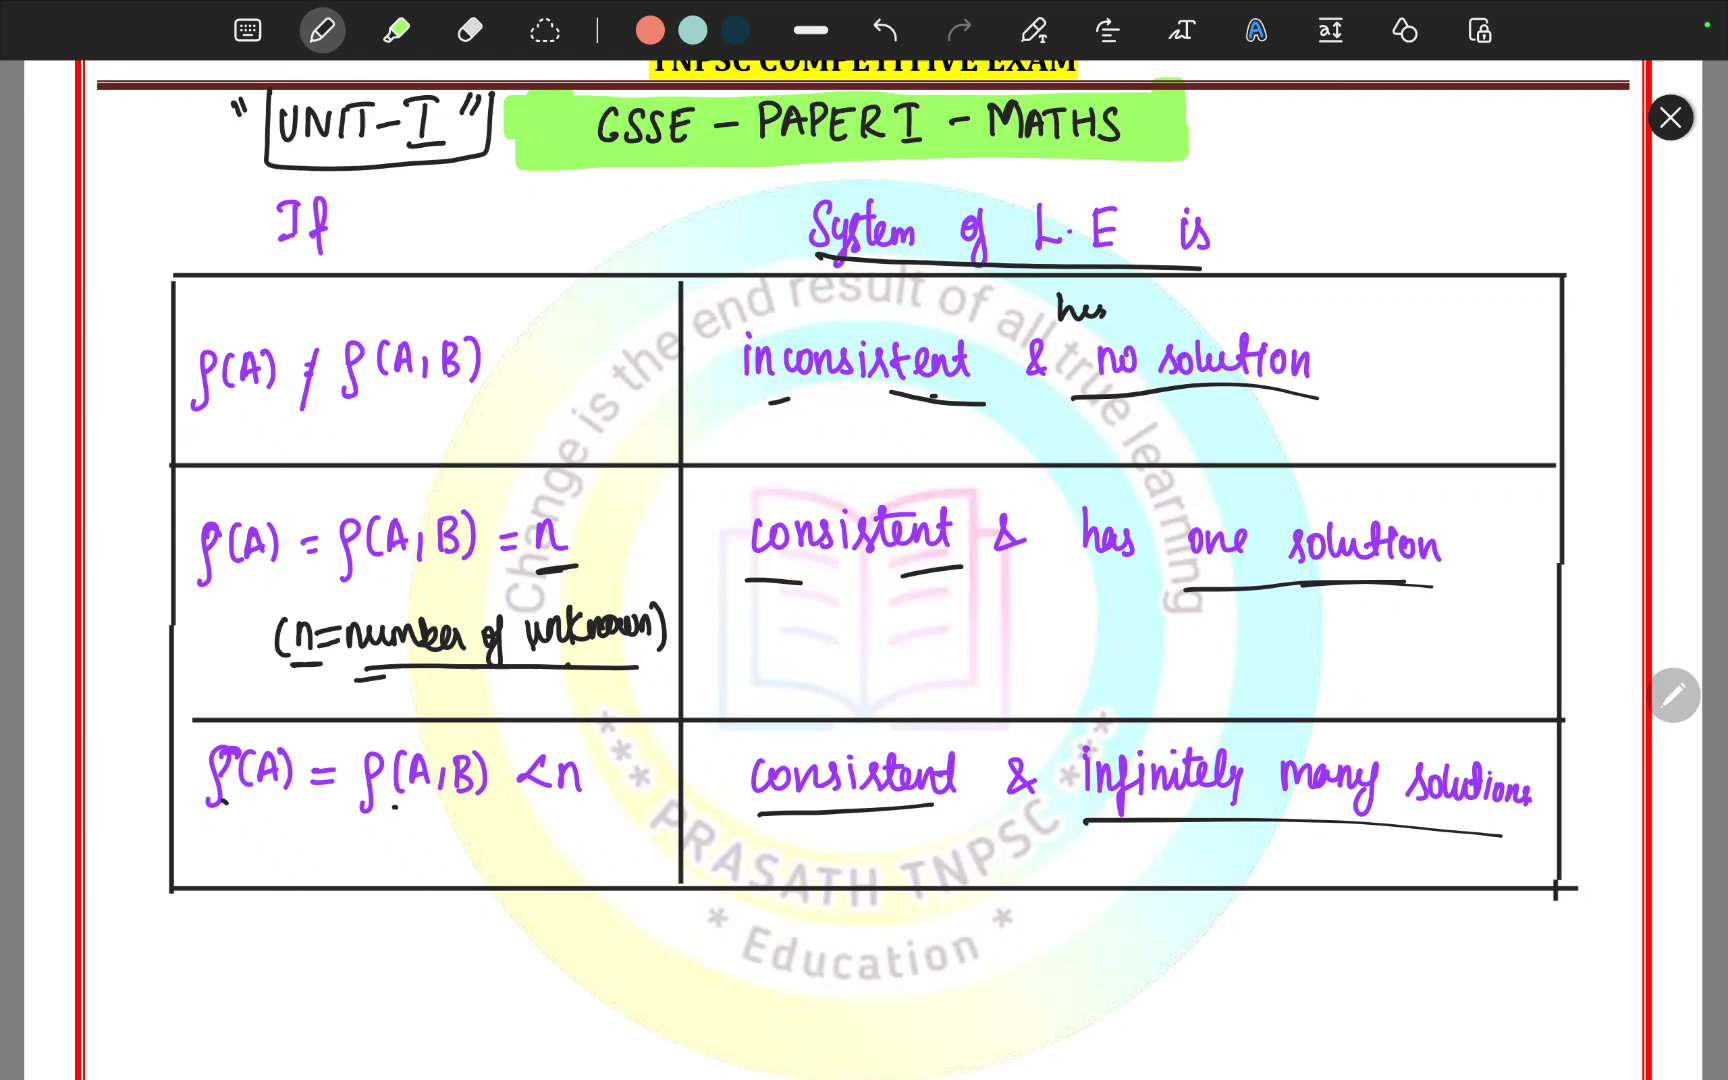 TNPSC COMPETITIVE EXAM
"UNIT-I" GSSE - PAPER I - MATHS
If System of L.E is
has
ρ(A) ≠ ρ(A,B) inconsistent & no solution
ρ(A) = ρ(A,B) = n consistent & has one solution
(n=number of unknown)
ρ(A) = ρ(A,B) < n consistent & infinitely many solutions
Change is the end result of all true learning
*** PRASATH TNPSC ***
* Education *